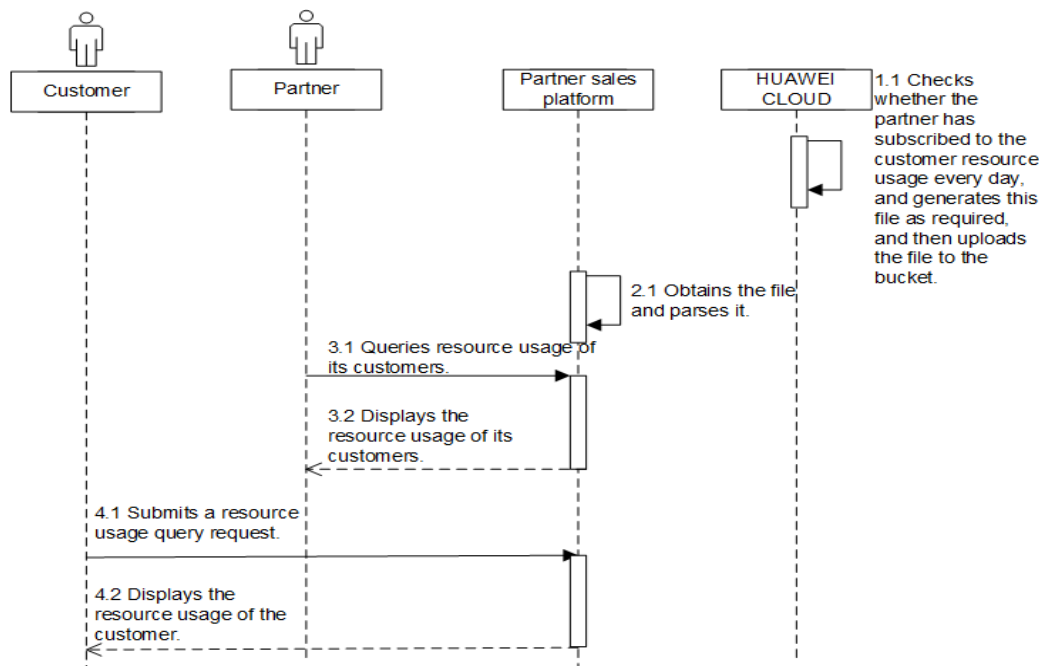 Customer
Partner
Partner sales
platform
HUAWEI
CLOUD
1.1 Checks
whether the
partner has
subscribed to the
customer resource
usage every day,
and generates this
file as required,
and then uploads
the file to the
bucket.
2.1 Obtains the file
and parses it.
3.1 Queries resource usage of
its customers.
3.2 Displays the
resource usage of its
customers.
4.1 Submits a resource
usage query request.
4.2 Displays the
resource usage of the
customer.